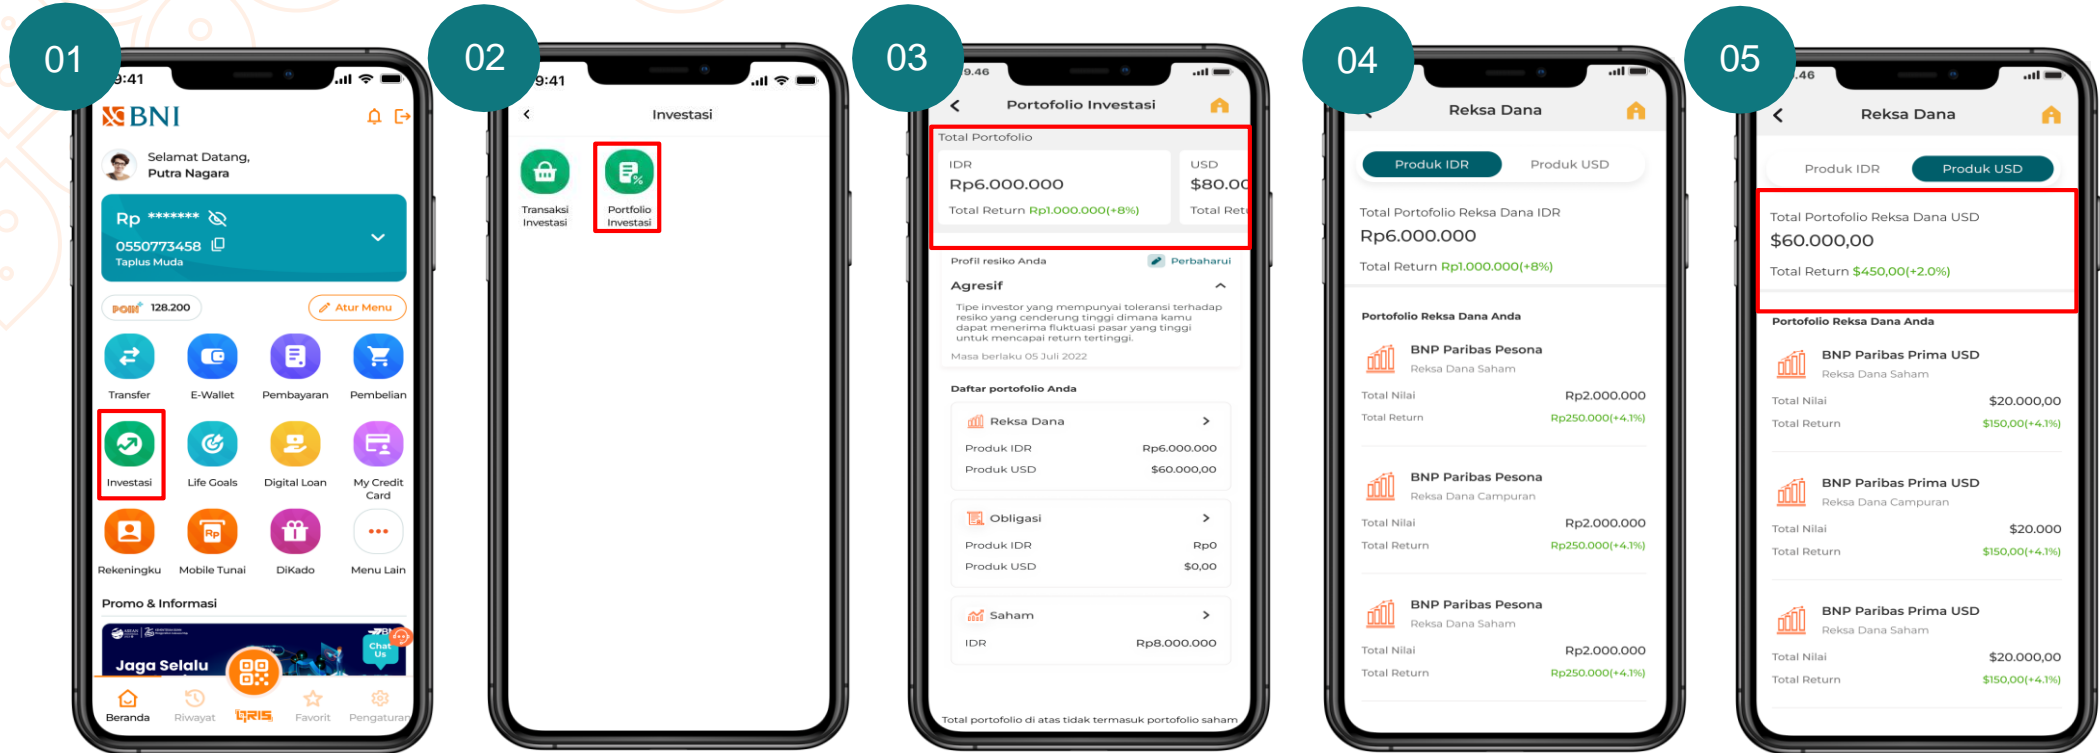 01
9:41
BNI
Selamat Datang,
Putra Nagara
Rp *******
0550773458
Taplus Muda
POIN+ 128.200
Atur Menu
Transfer
E-Wallet
Pembayaran
Pembelian
Investasi
Life Goals
Digital Loan
My Credit
Card
Rp
Rekeningku
Mobile Tunai
DiKado
Menu Lain
Promo & Informasi
Jaga Selalu
Chat
Us
Beranda
Riwayat
QRIS
Favorit
Pengaturan
02
9:41
Investasi
Transaksi
Investasi
Portfolio
Investasi
03
9.46
Portofolio Investasi
Total Portofolio
IDR
Rp6.000.000
Total Return Rp1.000.000(+8%)
USD
$80.00
Total Ret
Profil resiko Anda
Perbaharui
Agresif
Tipe investor yang mempunyai toleransi terhadap
resiko yang cenderung tinggi dimana kamu
dapat menerima fluktuasi pasar yang tinggi
untuk mencapai return tertinggi.
Masa berlaku 05 Juli 2022
Daftar portofolio Anda
Reksa Dana
Produk IDR Rp6.000.000
Produk USD $60.000,00
Obligasi
Produk IDR Rp0
Produk USD $0,00
Saham
IDR Rp8.000.000
Total portofolio di atas tidak termasuk portofolio saham
04
Reksa Dana
Produk IDR Produk USD
Total Portofolio Reksa Dana IDR
Rp6.000.000
Total Return Rp1.000.000(+8%)
Portofolio Reksa Dana Anda
BNP Paribas Pesona
Reksa Dana Saham
Total Nilai Rp2.000.000
Total Return Rp250.000(+4.1%)
BNP Paribas Pesona
Reksa Dana Campuran
Total Nilai Rp2.000.000
Total Return Rp250.000(+4.1%)
BNP Paribas Pesona
Reksa Dana Saham
Total Nilai Rp2.000.000
Total Return Rp250.000(+4.1%)
05
.46
Reksa Dana
Produk IDR Produk USD
Total Portofolio Reksa Dana USD
$60.000,00
Total Return $450,00(+2.0%)
Portofolio Reksa Dana Anda
BNP Paribas Prima USD
Reksa Dana Saham
Total Nilai $20.000,00
Total Return $150,00(+4.1%)
BNP Paribas Prima USD
Reksa Dana Campuran
Total Nilai $20.000
Total Return $150,00(+4.1%)
BNP Paribas Prima USD
Reksa Dana Saham
Total Nilai $20.000,00
Total Return $150,00(+4.1%)